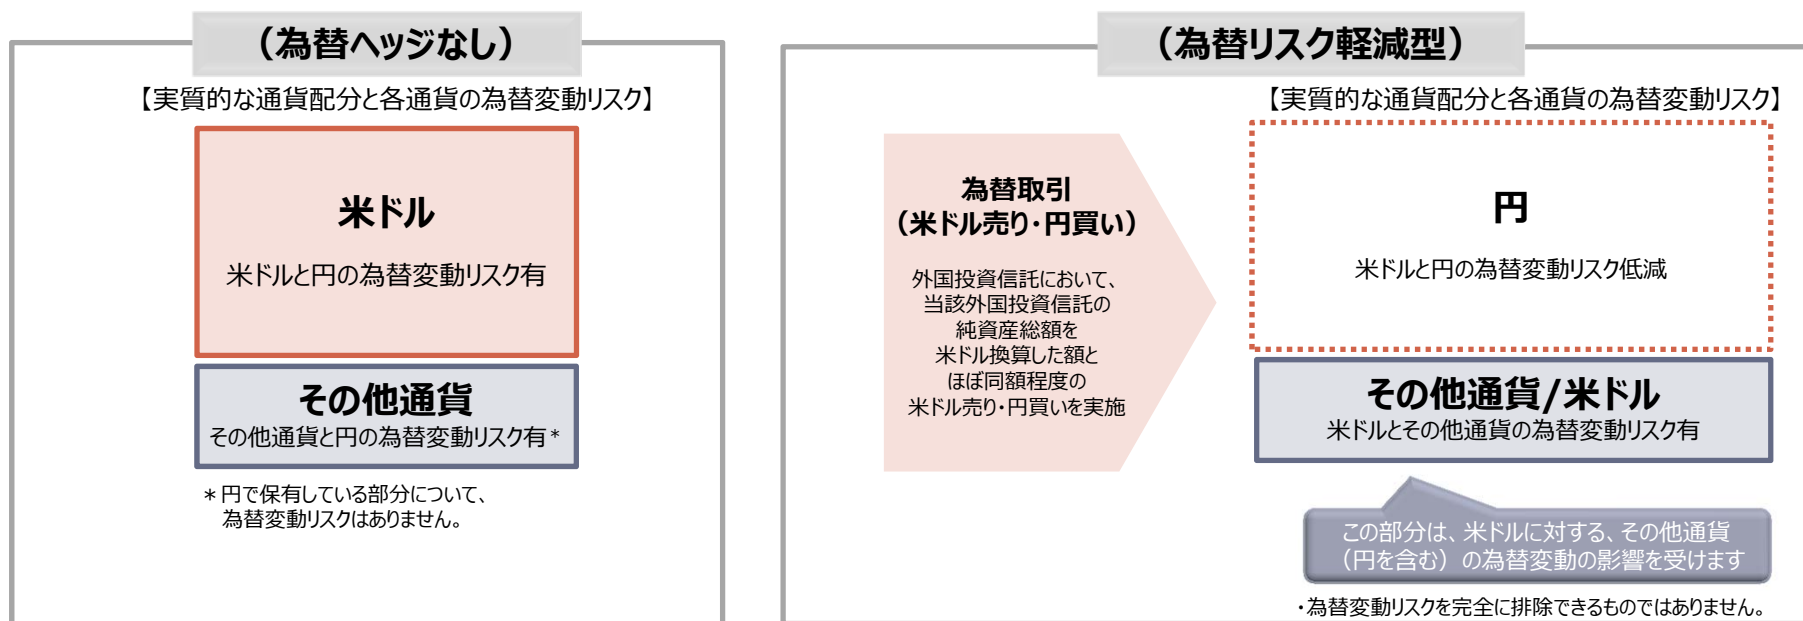 （為替ヘッジなし）
【実質的な通貨配分と各通貨の為替変動リスク】
米ドル
米ドルと円の為替変動リスク有
その他通貨
その他通貨と円の為替変動リスク有*
＊円で保有している部分について、
為替変動リスクはありません。
（為替リスク軽減型）
為替取引
（米ドル売り・円買い）
外国投資信託において、
当該外国投資信託の
純資産総額を
米ドル換算した額と
ほぼ同額程度の
米ドル売り・円買いを実施
【実質的な通貨配分と各通貨の為替変動リスク】
円
米ドルと円の為替変動リスク低減
その他通貨/米ドル
米ドルとその他通貨の為替変動リスク有
この部分は、米ドルに対する、その他通貨
（円を含む）の為替変動の影響を受けます
・為替変動リスクを完全に排除できるものではありません。